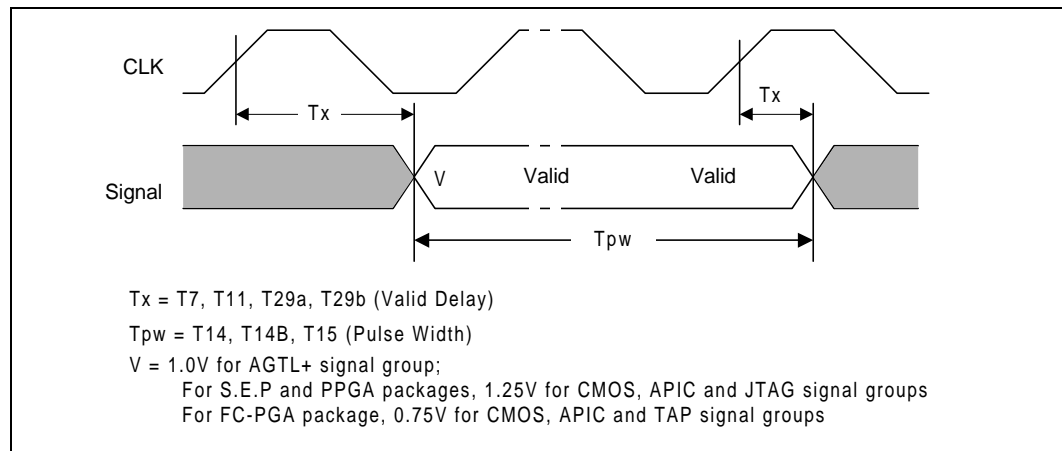 CLK
Tx
Tx
Signal
V
Valid
Valid
Tpw
Tx = T7, T11, T29a, T29b (Valid Delay)
Tpw = T14, T14B, T15 (Pulse Width)
V = 1.0V for AGTL+ signal group;
For S.E.P and PPGA packages, 1.25V for CMOS, APIC and JTAG signal groups
For FC-PGA package, 0.75V for CMOS, APIC and TAP signal groups